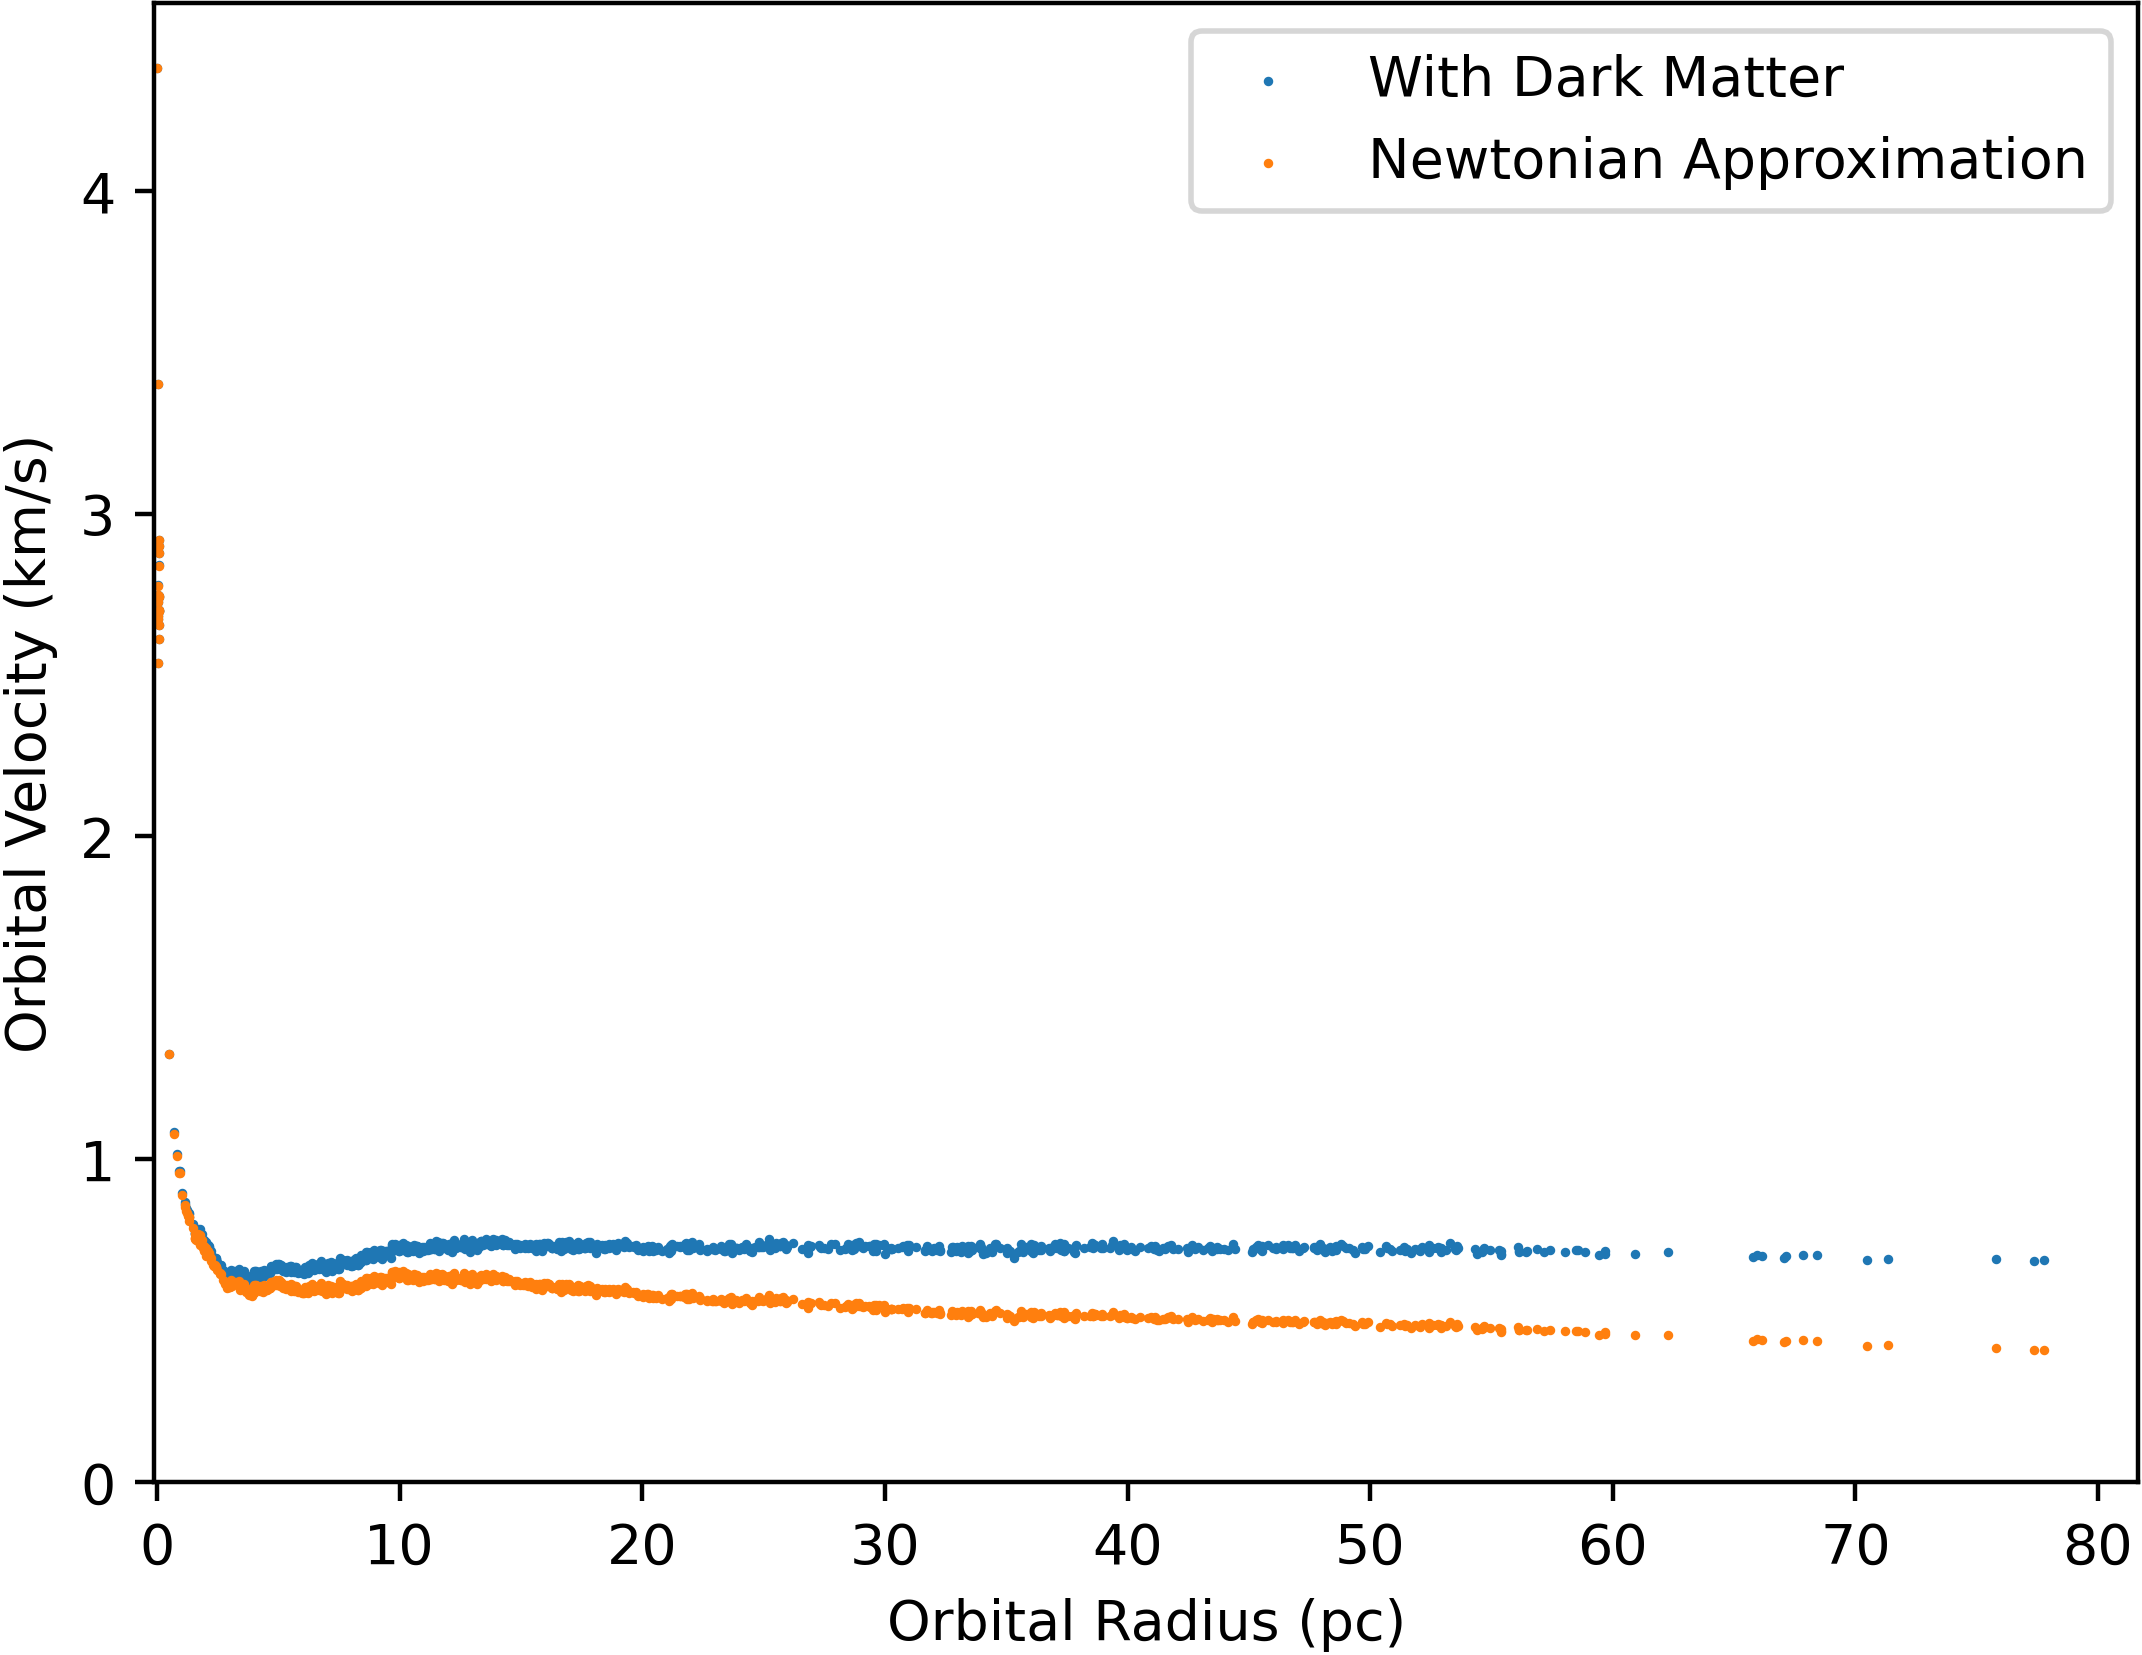 With Dark Matter
Newtonian Approximation
4
3
2
1
0
Orbital Velocity (km/s)
0 10 20 30 40 50 60 70 80
Orbital Radius (pc)